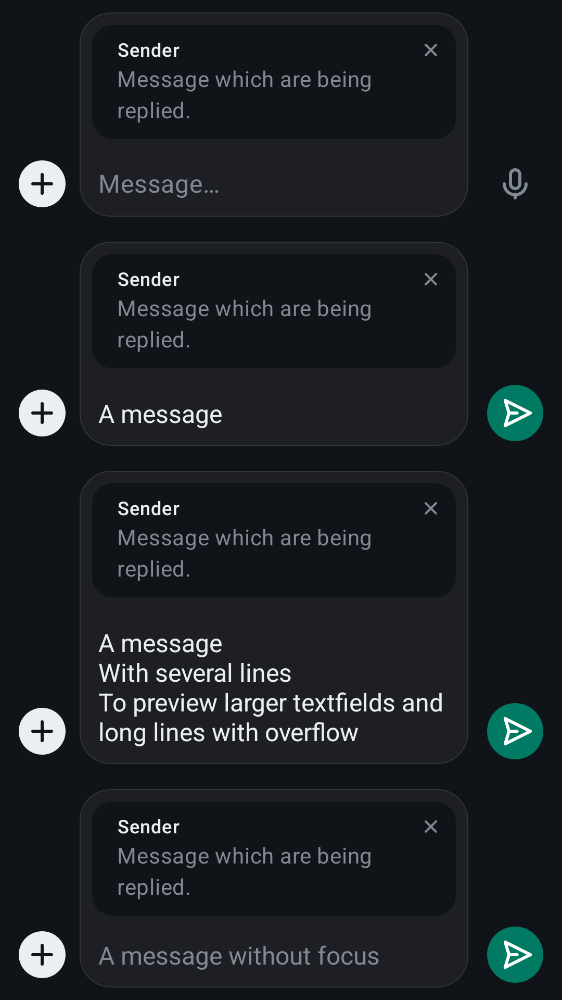 Sender
Message which are being
replied.
Message…
Sender
Message which are being
replied.
A message
Sender
Message which are being
replied.
A message
With several lines
To preview larger textfields and
long lines with overflow
Sender
Message which are being
replied.
A message without focus